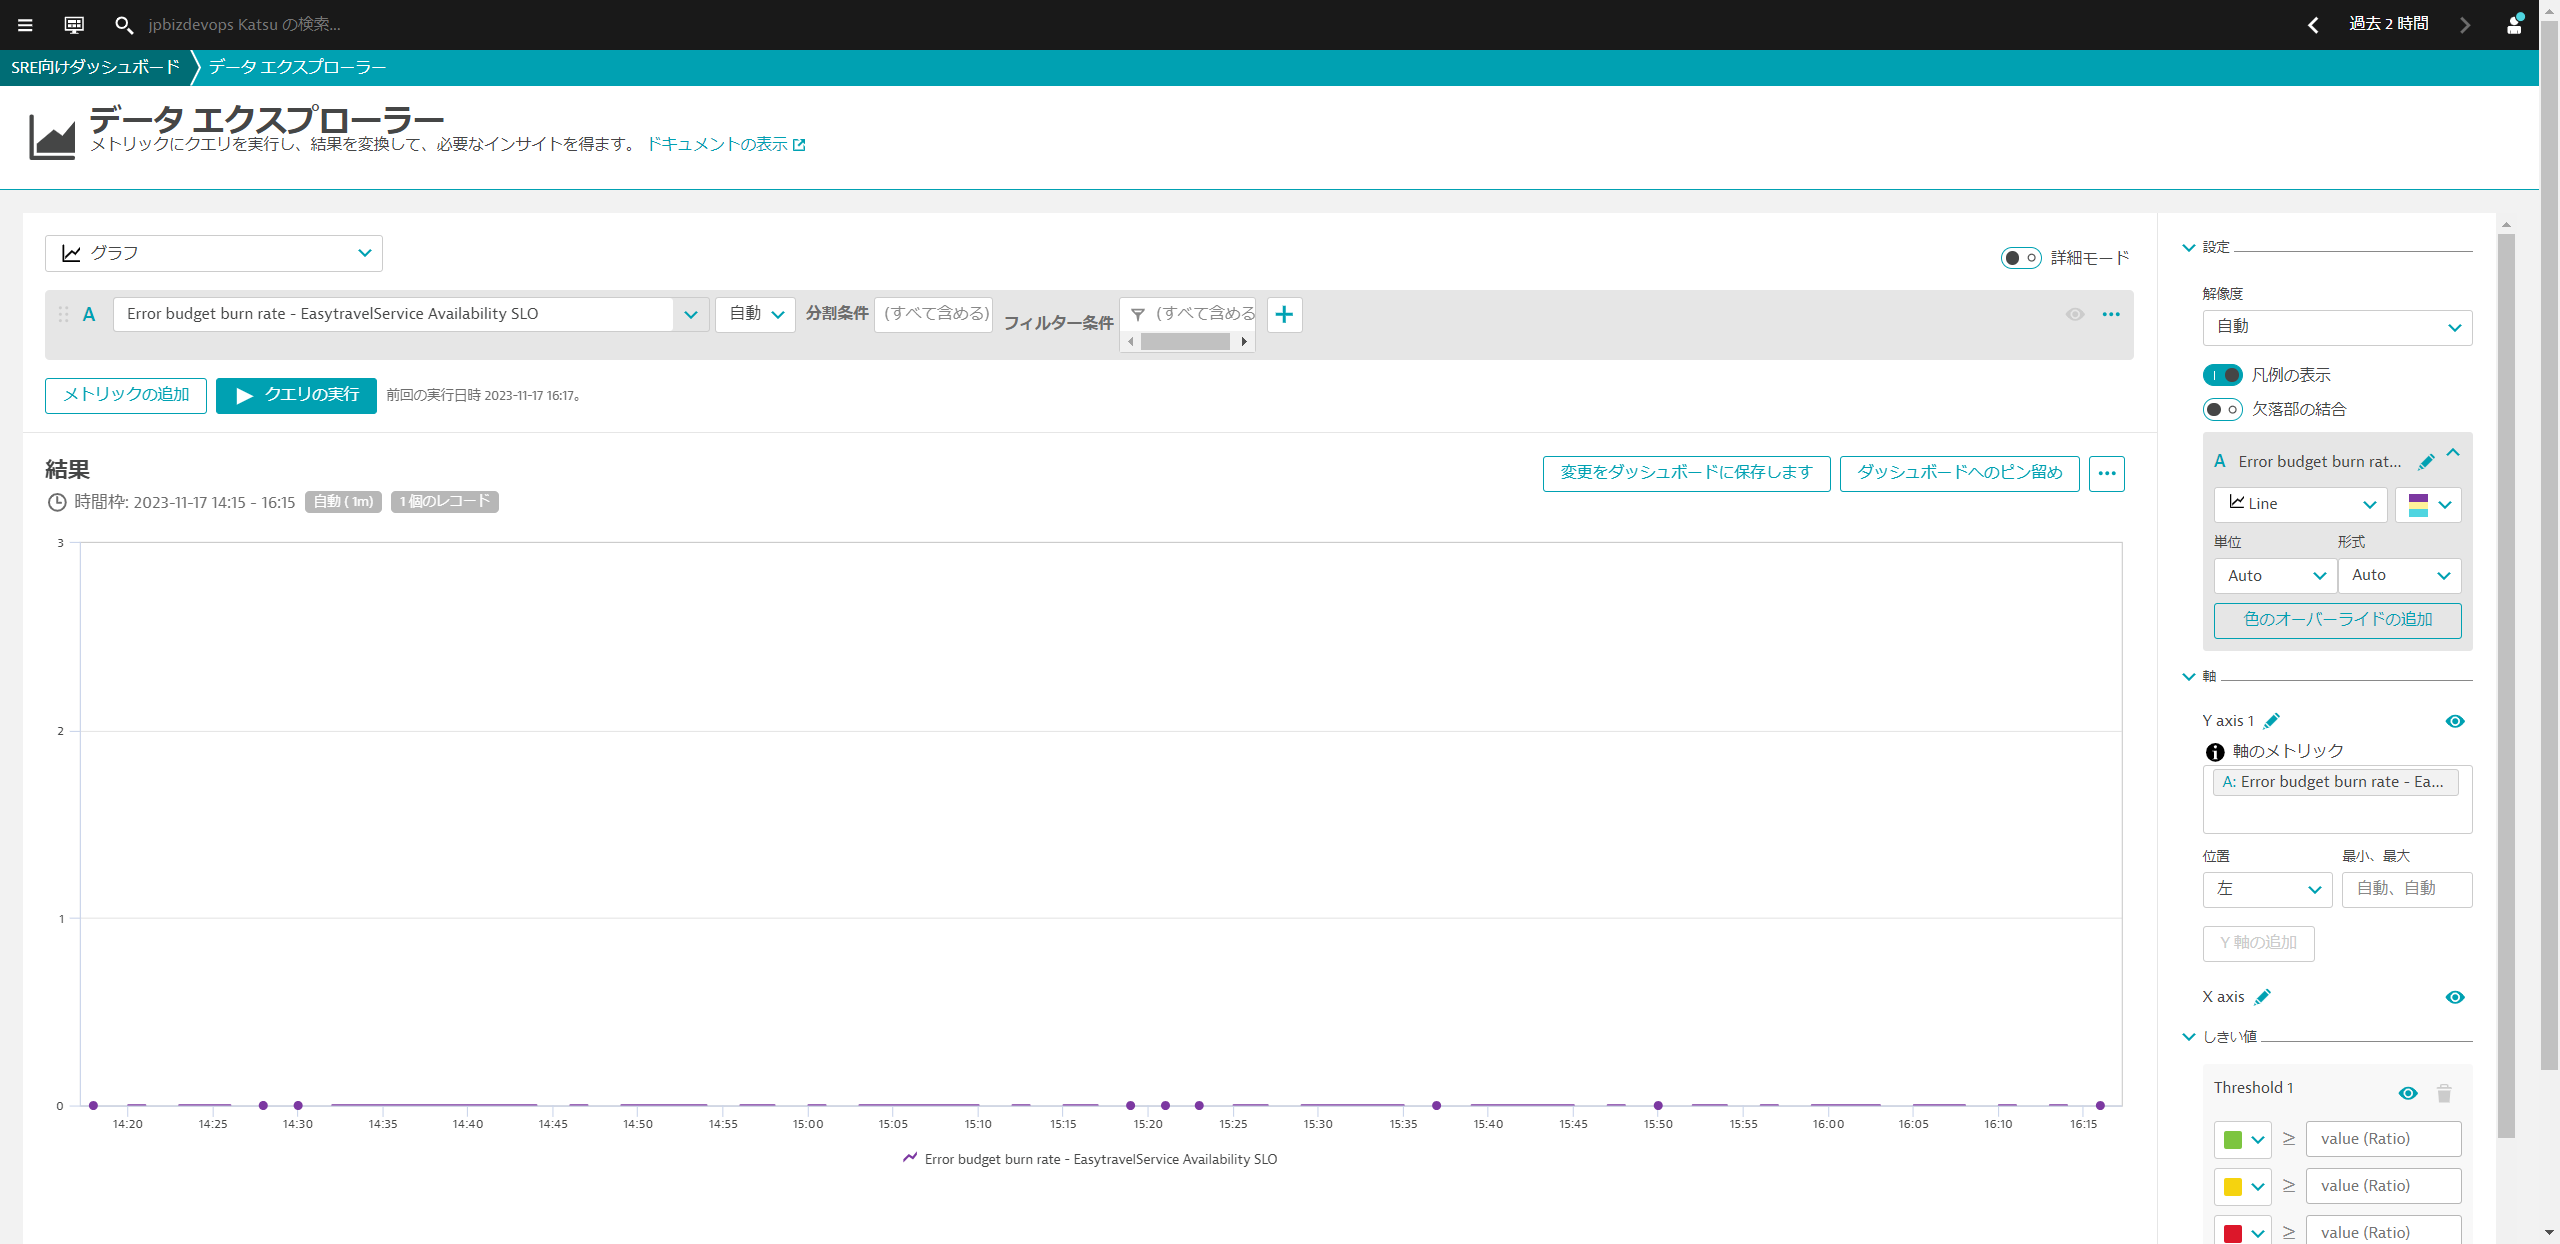 jpbizdevops Katsu の検索...
過去 2 時間
SRE向けダッシュボード
データ エクスプローラー
データ エクスプローラー
メトリックにクエリを実行し、結果を変換して、必要なインサイトを得ます。 ドキュメントの表示
グラフ
詳細モード
A Error budget burn rate - EasytravelService Availability SLO 自動 分割条件 (すべて含める) フィルター条件 (すべて含める
メトリックの追加 クエリの実行 前回の実行日時 2023-11-17 16:17。
結果
変更をダッシュボードに保存します ダッシュボードへのピン留め
時間枠: 2023-11-17 14:15 - 16:15 自動 ( 1m) 1 個のレコード
3
2
1
0
14:20 14:25 14:30 14:35 14:40 14:45 14:50 14:55 15:00 15:05 15:10 15:15 15:20 15:25 15:30 15:35 15:40 15:45 15:50 15:55 16:00 16:05 16:10 16:15
Error budget burn rate - EasytravelService Availability SLO
設定
解像度
自動
凡例の表示
欠落部の結合
A Error budget burn rat...
Line
単位 形式
Auto Auto
色のオーバーライドの追加
軸
Y axis 1
軸のメトリック
A: Error budget burn rate - Ea...
位置 最小、最大
左 自動、自動
Y 軸の追加
X axis
しきい値
Threshold 1
≥ value (Ratio)
≥ value (Ratio)
≥ value (Ratio)